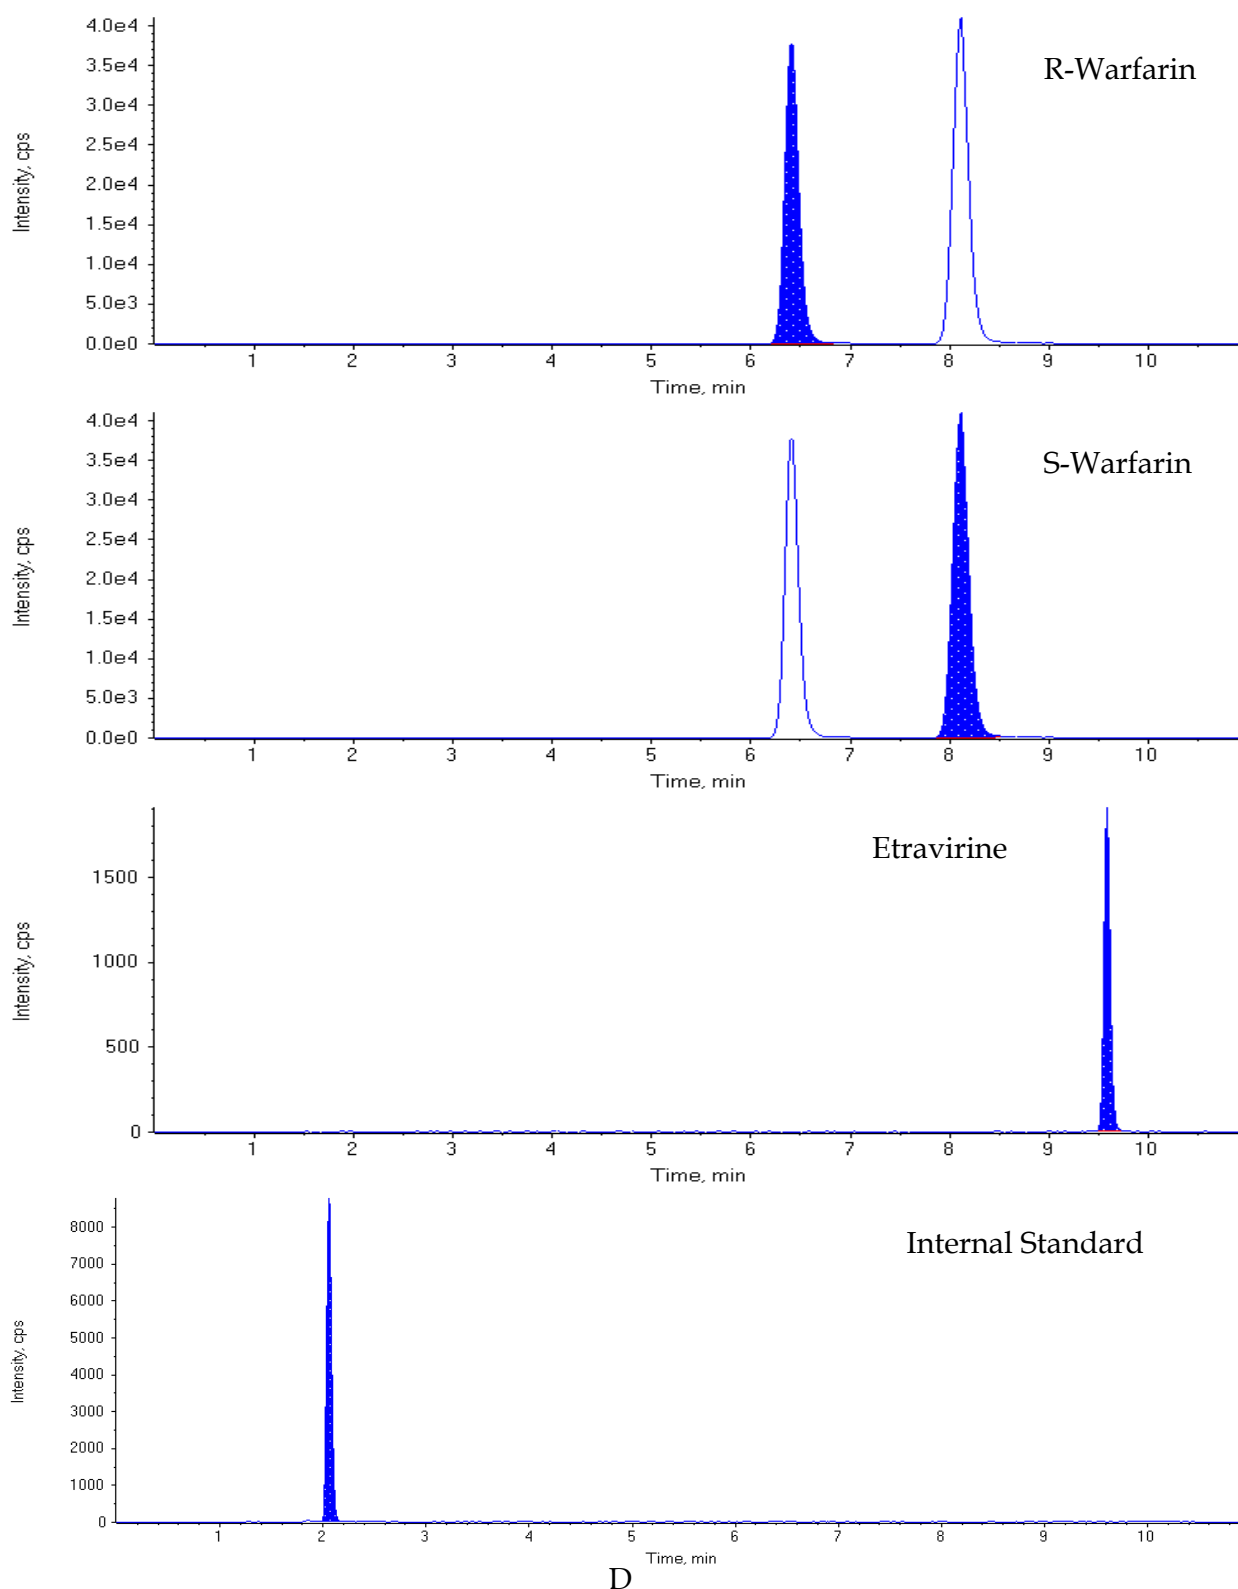 4.0e4
R-Warfarin
3.5e4
3.0e4
2.5e4
2.0e4
1.5e4
1.0e4
5.0e3
0.0e0
Intensity, cps
1 2 3 4 5 6 7 8 9 10
Time, min
4.0e4
S-Warfarin
3.5e4
3.0e4
2.5e4
2.0e4
1.5e4
1.0e4
5.0e3
0.0e0
Intensity, cps
1 2 3 4 5 6 7 8 9 10
Time, min
Etravirine
1500
1000
500
0
Intensity, cps
1 2 3 4 5 6 7 8 9 10
Time, min
Internal Standard
8000
7000
6000
5000
4000
3000
2000
1000
0
Intensity, cps
1 2 3 4 5 6 7 8 9 10
Time, min
D